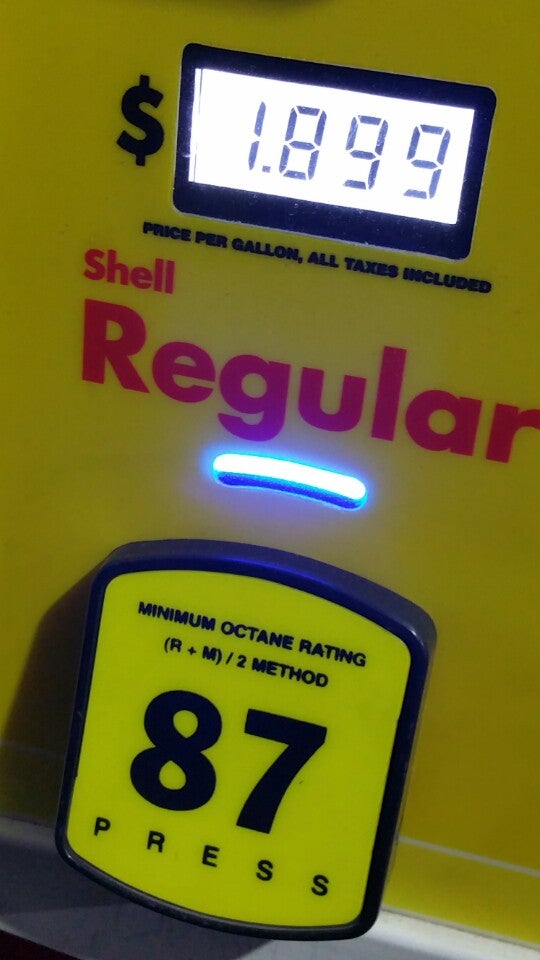 $ 1.899
PRICE PER GALLON, ALL TAXES INCLUDED
Shell
Regular
MINIMUM OCTANE RATING
(R + M) / 2 METHOD
87
PRESS